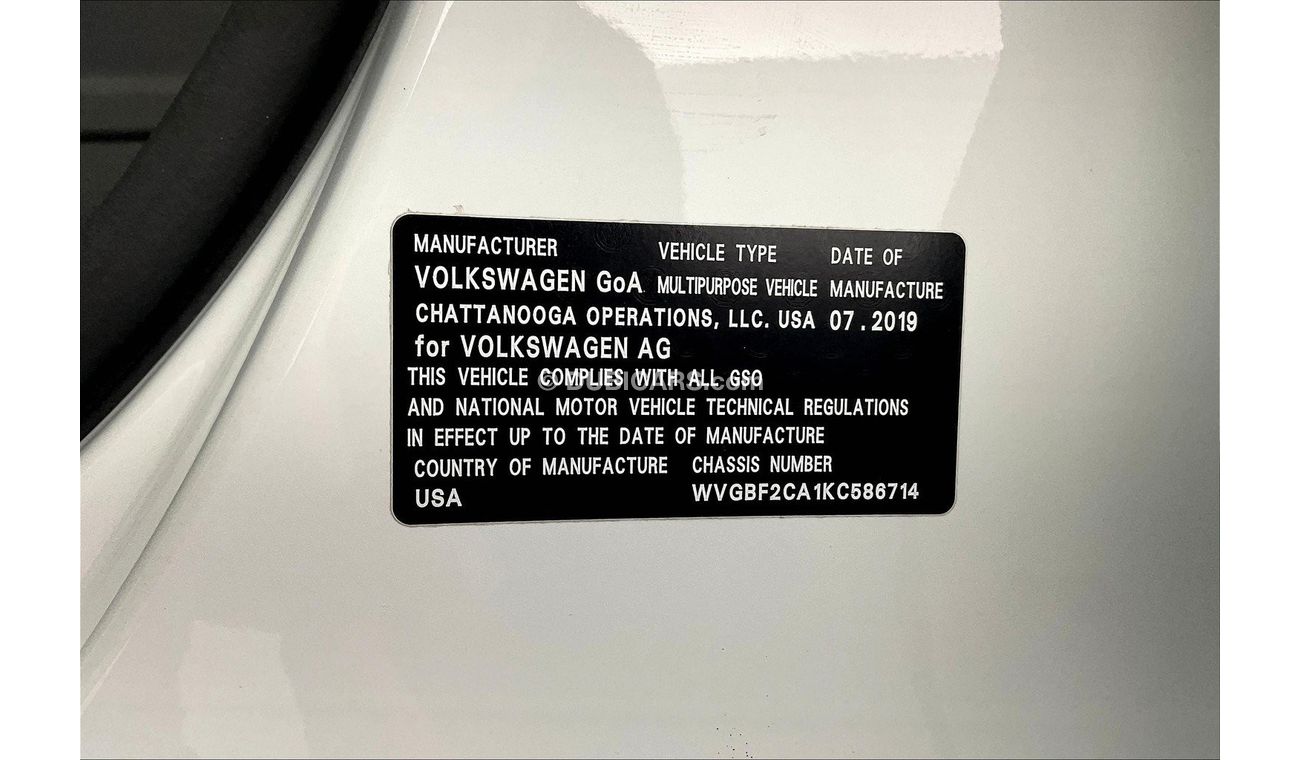 MANUFACTURER VEHICLE TYPE DATE OF
VOLKSWAGEN GoA MULTIPURPOSE VEHICLE MANUFACTURE
CHATTANOOGA OPERATIONS, LLC. USA 07.2019
for VOLKSWAGEN AG
THIS VEHICLE COMPLIES WITH ALL GSO
© DUBICARS.com
AND NATIONAL MOTOR VEHICLE TECHNICAL REGULATIONS
IN EFFECT UP TO THE DATE OF MANUFACTURE
COUNTRY OF MANUFACTURE CHASSIS NUMBER
USA WVGBF2CA1KC586714